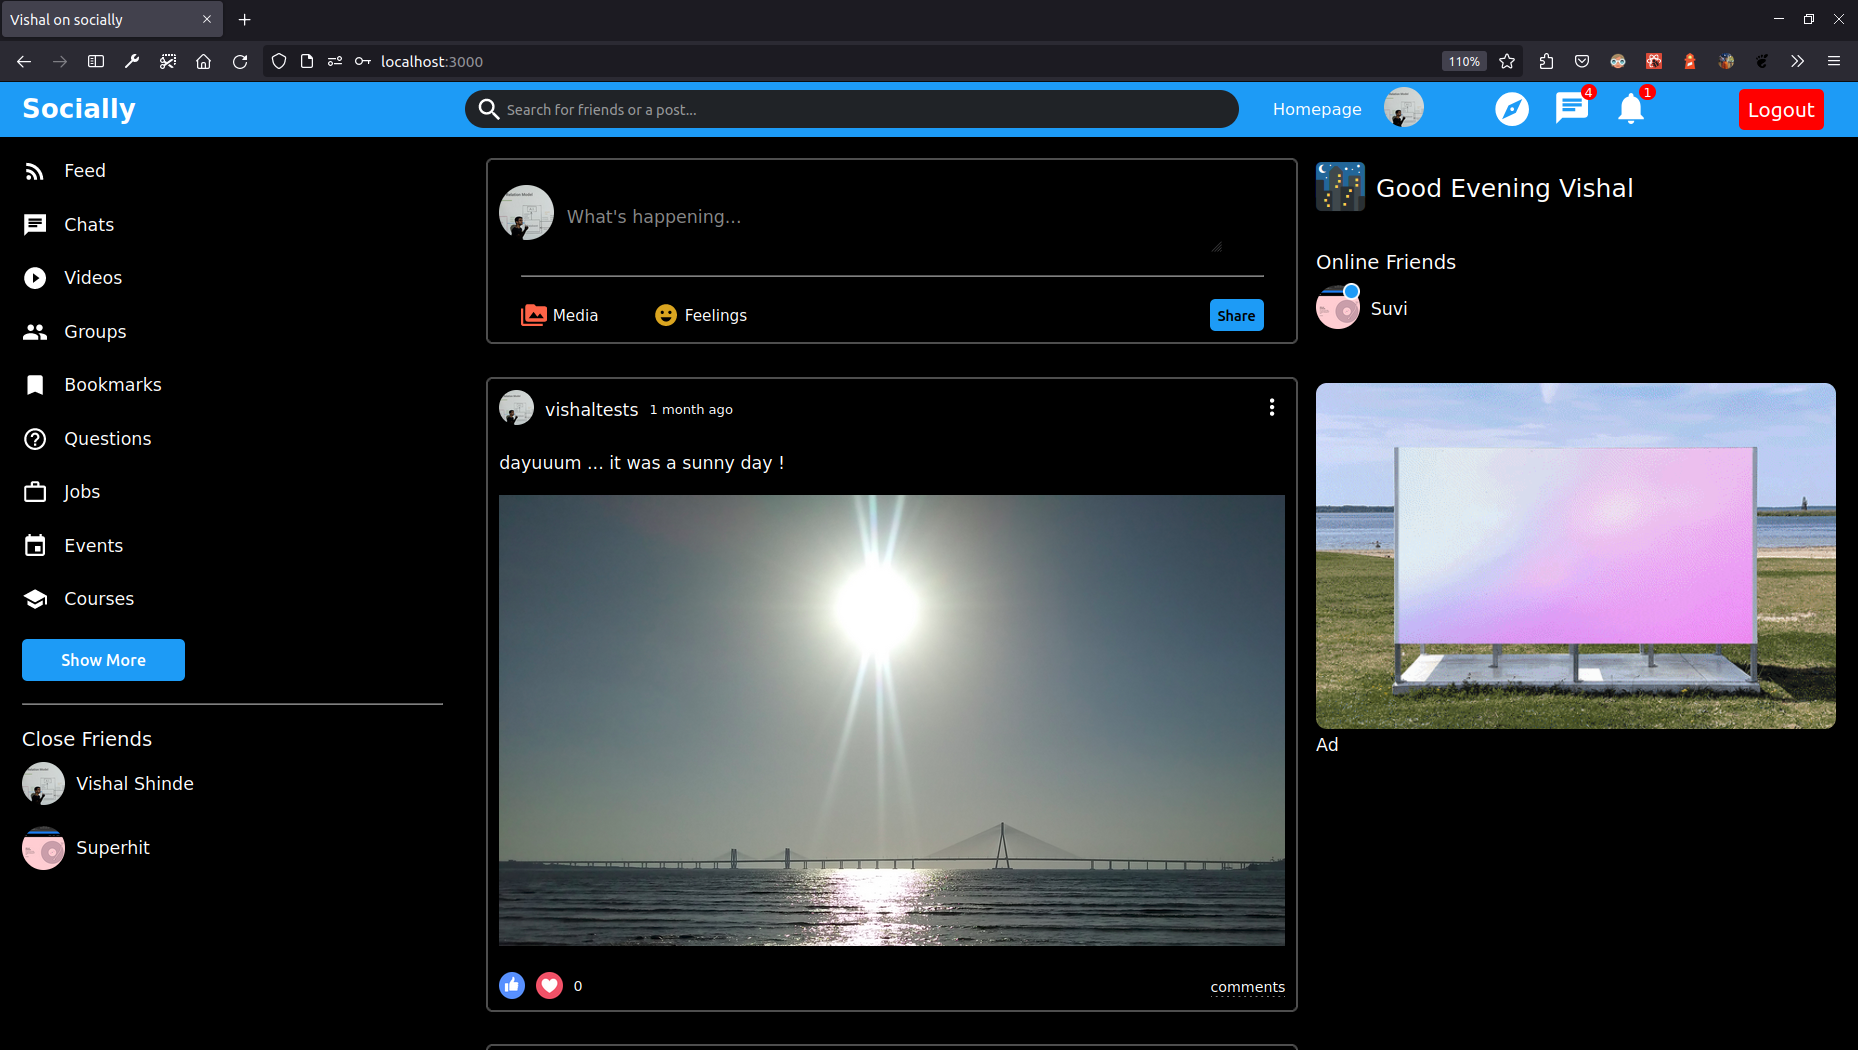 Vishal on socially
localhost:3000
110%
Socially
Search for friends or a post...
Homepage
4
1
Logout
Feed
Chats
Videos
Groups
Bookmarks
Questions
Jobs
Events
Courses
Show More
Close Friends
Vishal Shinde
Superhit
What's happening...
Media
Feelings
Share
vishaltests 1 month ago
dayuuum ... it was a sunny day !
0
comments
Good Evening Vishal
Online Friends
Suvi
Ad